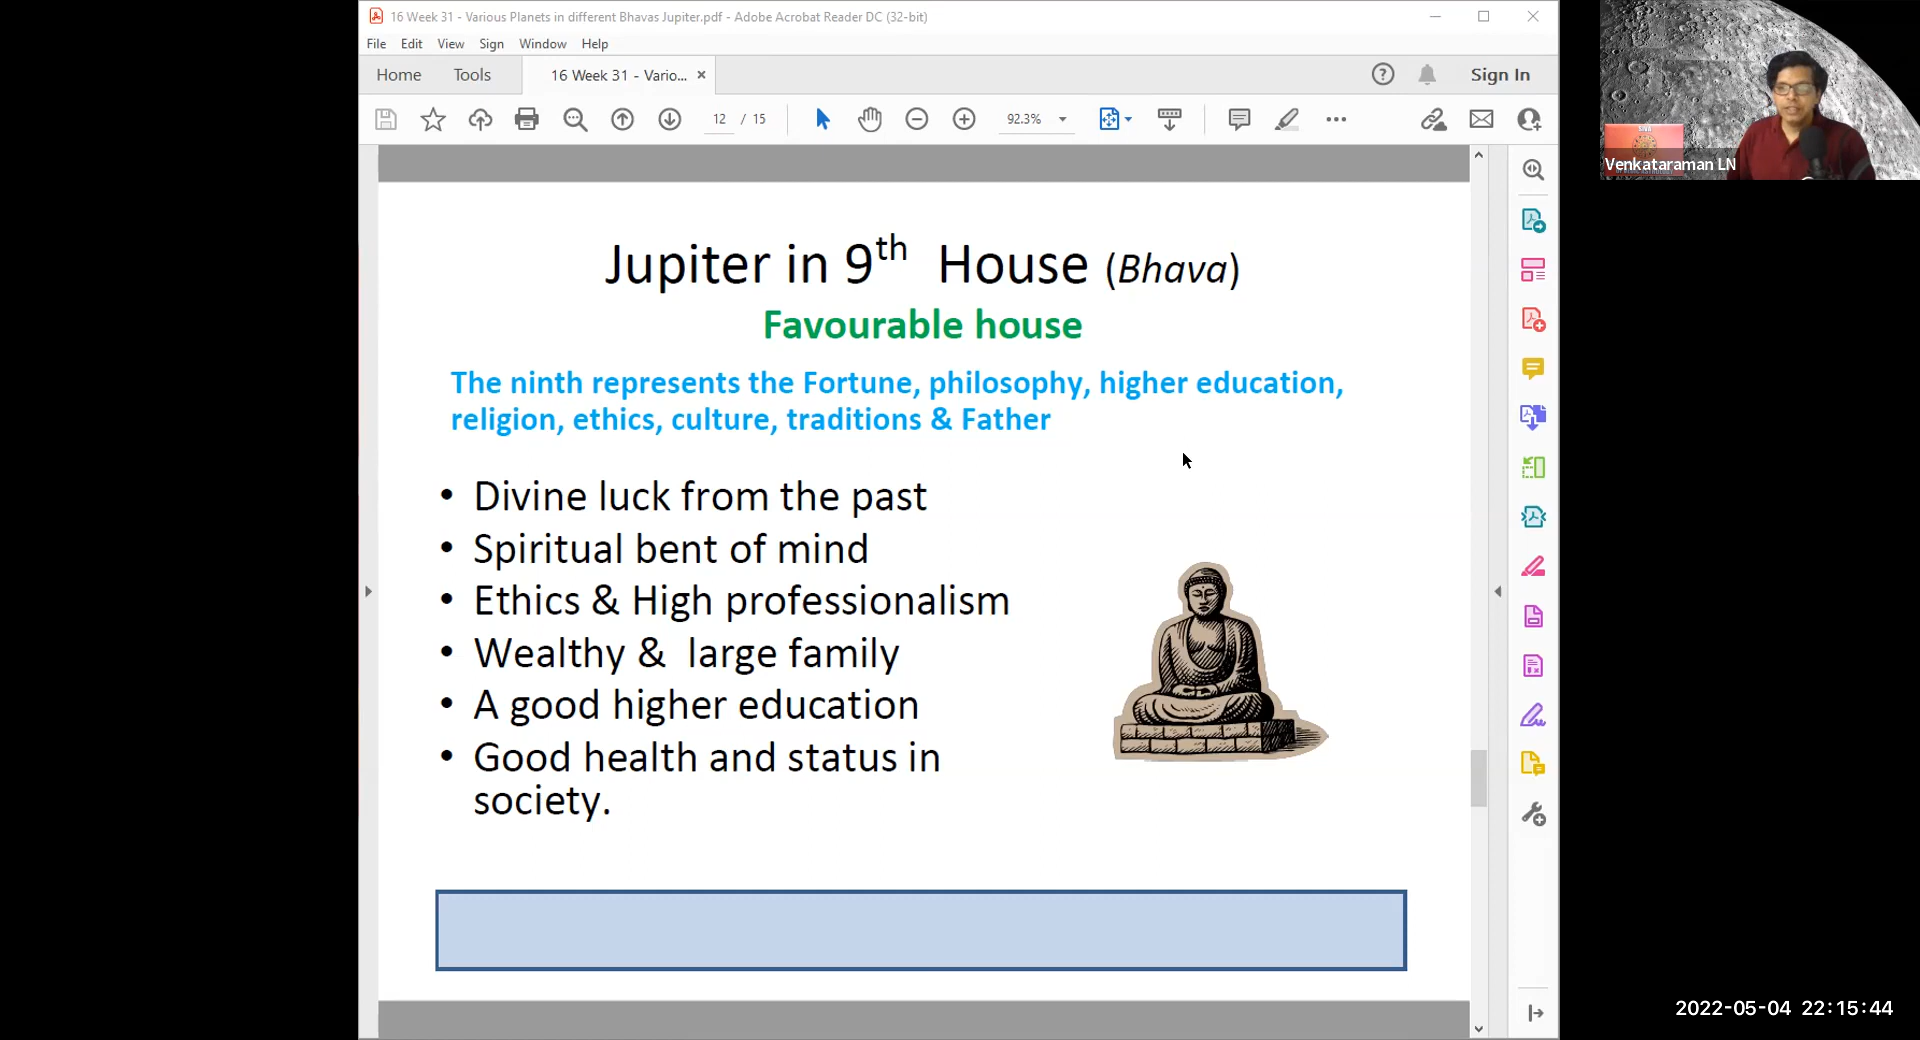 16 Week 31 - Various Planets in different Bhavas Jupiter.pdf - Adobe Acrobat Reader DC (32-bit)
File Edit View Sign Window Help
Home Tools 16 Week 31 - Vario... Sign In
12 / 15 92.3%
Venkataraman LN
Jupiter in 9th House (Bhava)
Favourable house
The ninth represents the Fortune, philosophy, higher education,
religion, ethics, culture, traditions & Father
• Divine luck from the past
• Spiritual bent of mind
• Ethics & High professionalism
• Wealthy & large family
• A good higher education
• Good health and status in
society.
2022-05-04 22:15:44